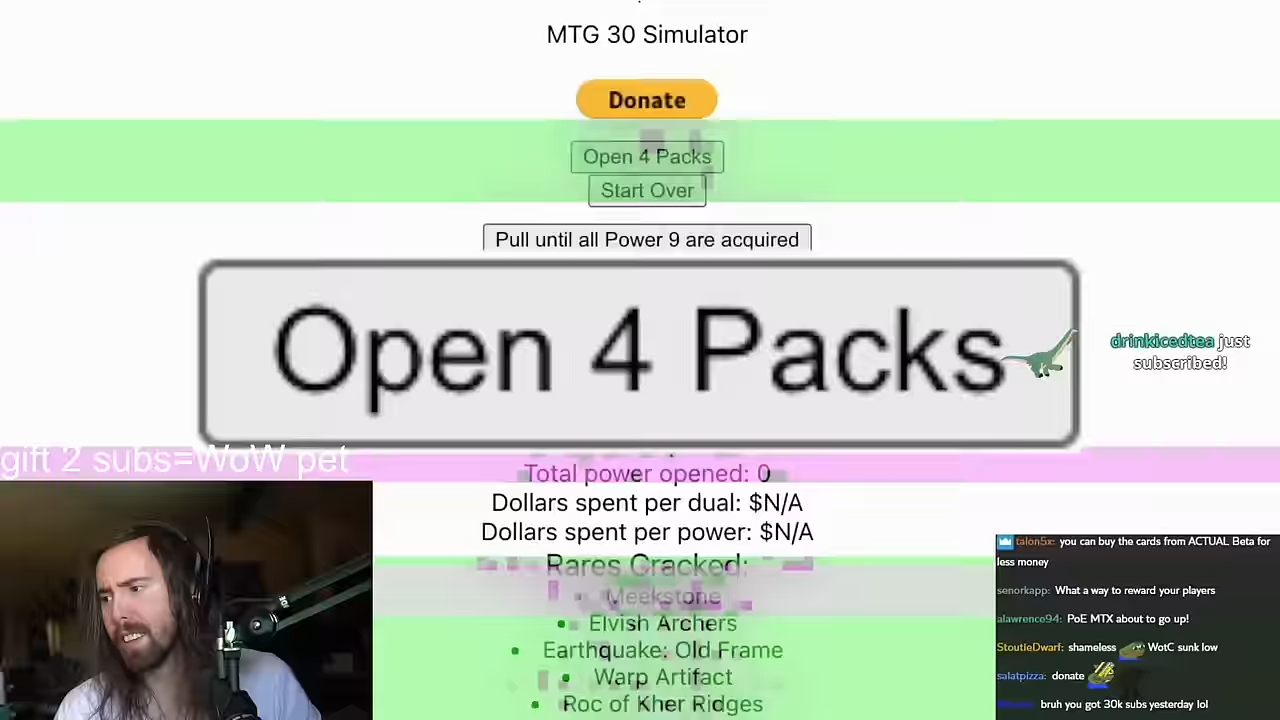 MTG 30 Simulator
Donate
Open 4 Packs
Start Over
Pull until all Power 9 are acquired
Open 4 Packs
drinkicedtea just
subscribed!
gift 2 subs=WoW pet
Total power opened: 0
Dollars spent per dual: $N/A
Dollars spent per power: $N/A
Rares Cracked:
Meekstone
Elvish Archers
Earthquake: Old Frame
Warp Artifact
Roc of Kher Ridges
talon5x: you can buy the cards from ACTUAL Beta for
less money
senorkapp: What a way to reward your players
alawrence94: PoE MTX about to go up!
StoutieDwarf: shameless WotC sunk low
salatpizza: donate
bruh you got 30k subs yesterday lol